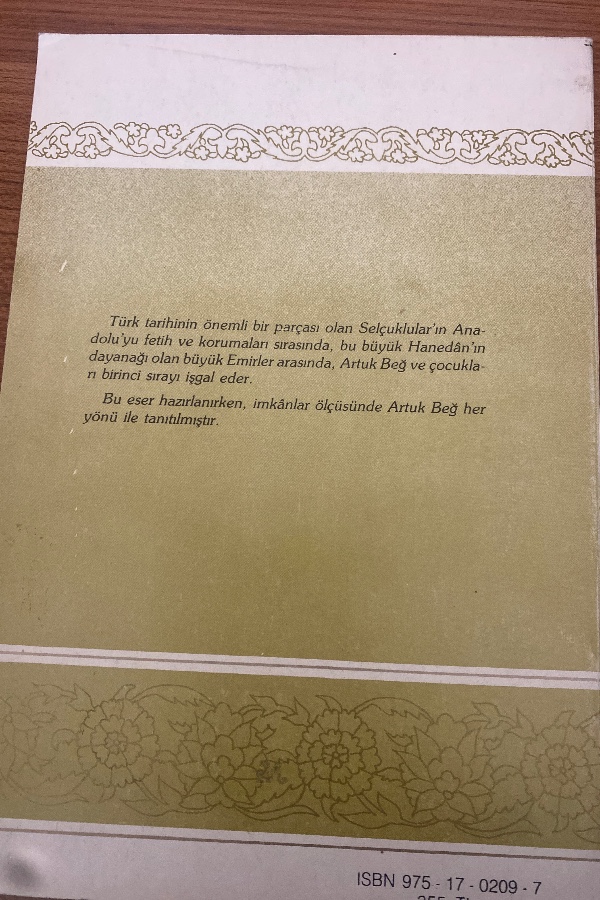 Türk tarihinin önemli bir parçası olan Selçuklular'ın Ana-
dolu'yu fetih ve korumaları sırasında, bu büyük Hanedân'ın
dayanağı olan büyük Emirler arasında, Artuk Beğ ve çocukla-
rı birinci sırayı işgal eder.
Bu eser hazırlanırken, imkânlar ölçüsünde Artuk Beğ her
yönü ile tanıtılmıştır.
ISBN 975 - 17 - 0209 - 7